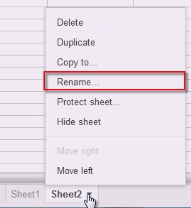 Delete
Duplicate
Copy to...
Rename...
Protect sheet...
Hide sheet
Move right
Move left
Sheet1 Sheet2